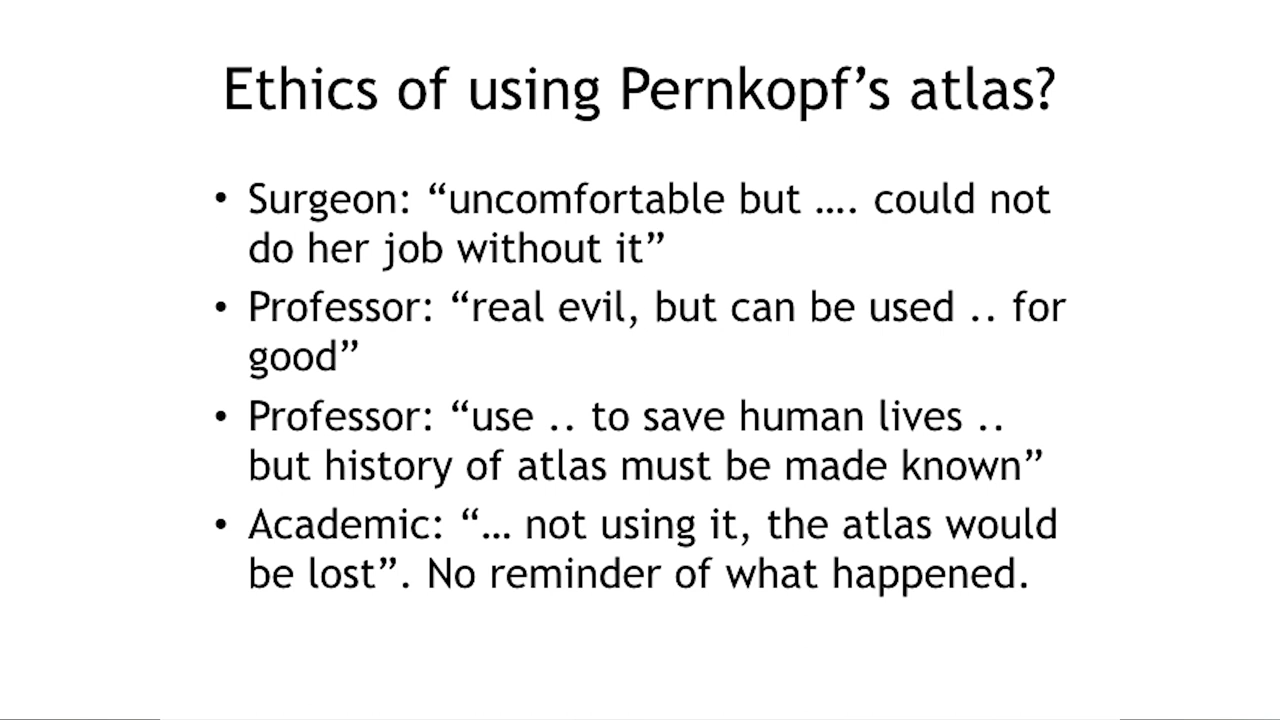 Ethics of using Pernkopf’s atlas?
• Surgeon: “uncomfortable but …. could not
do her job without it”
• Professor: “real evil, but can be used .. for
good”
• Professor: “use .. to save human lives ..
but history of atlas must be made known”
• Academic: “… not using it, the atlas would
be lost”. No reminder of what happened.